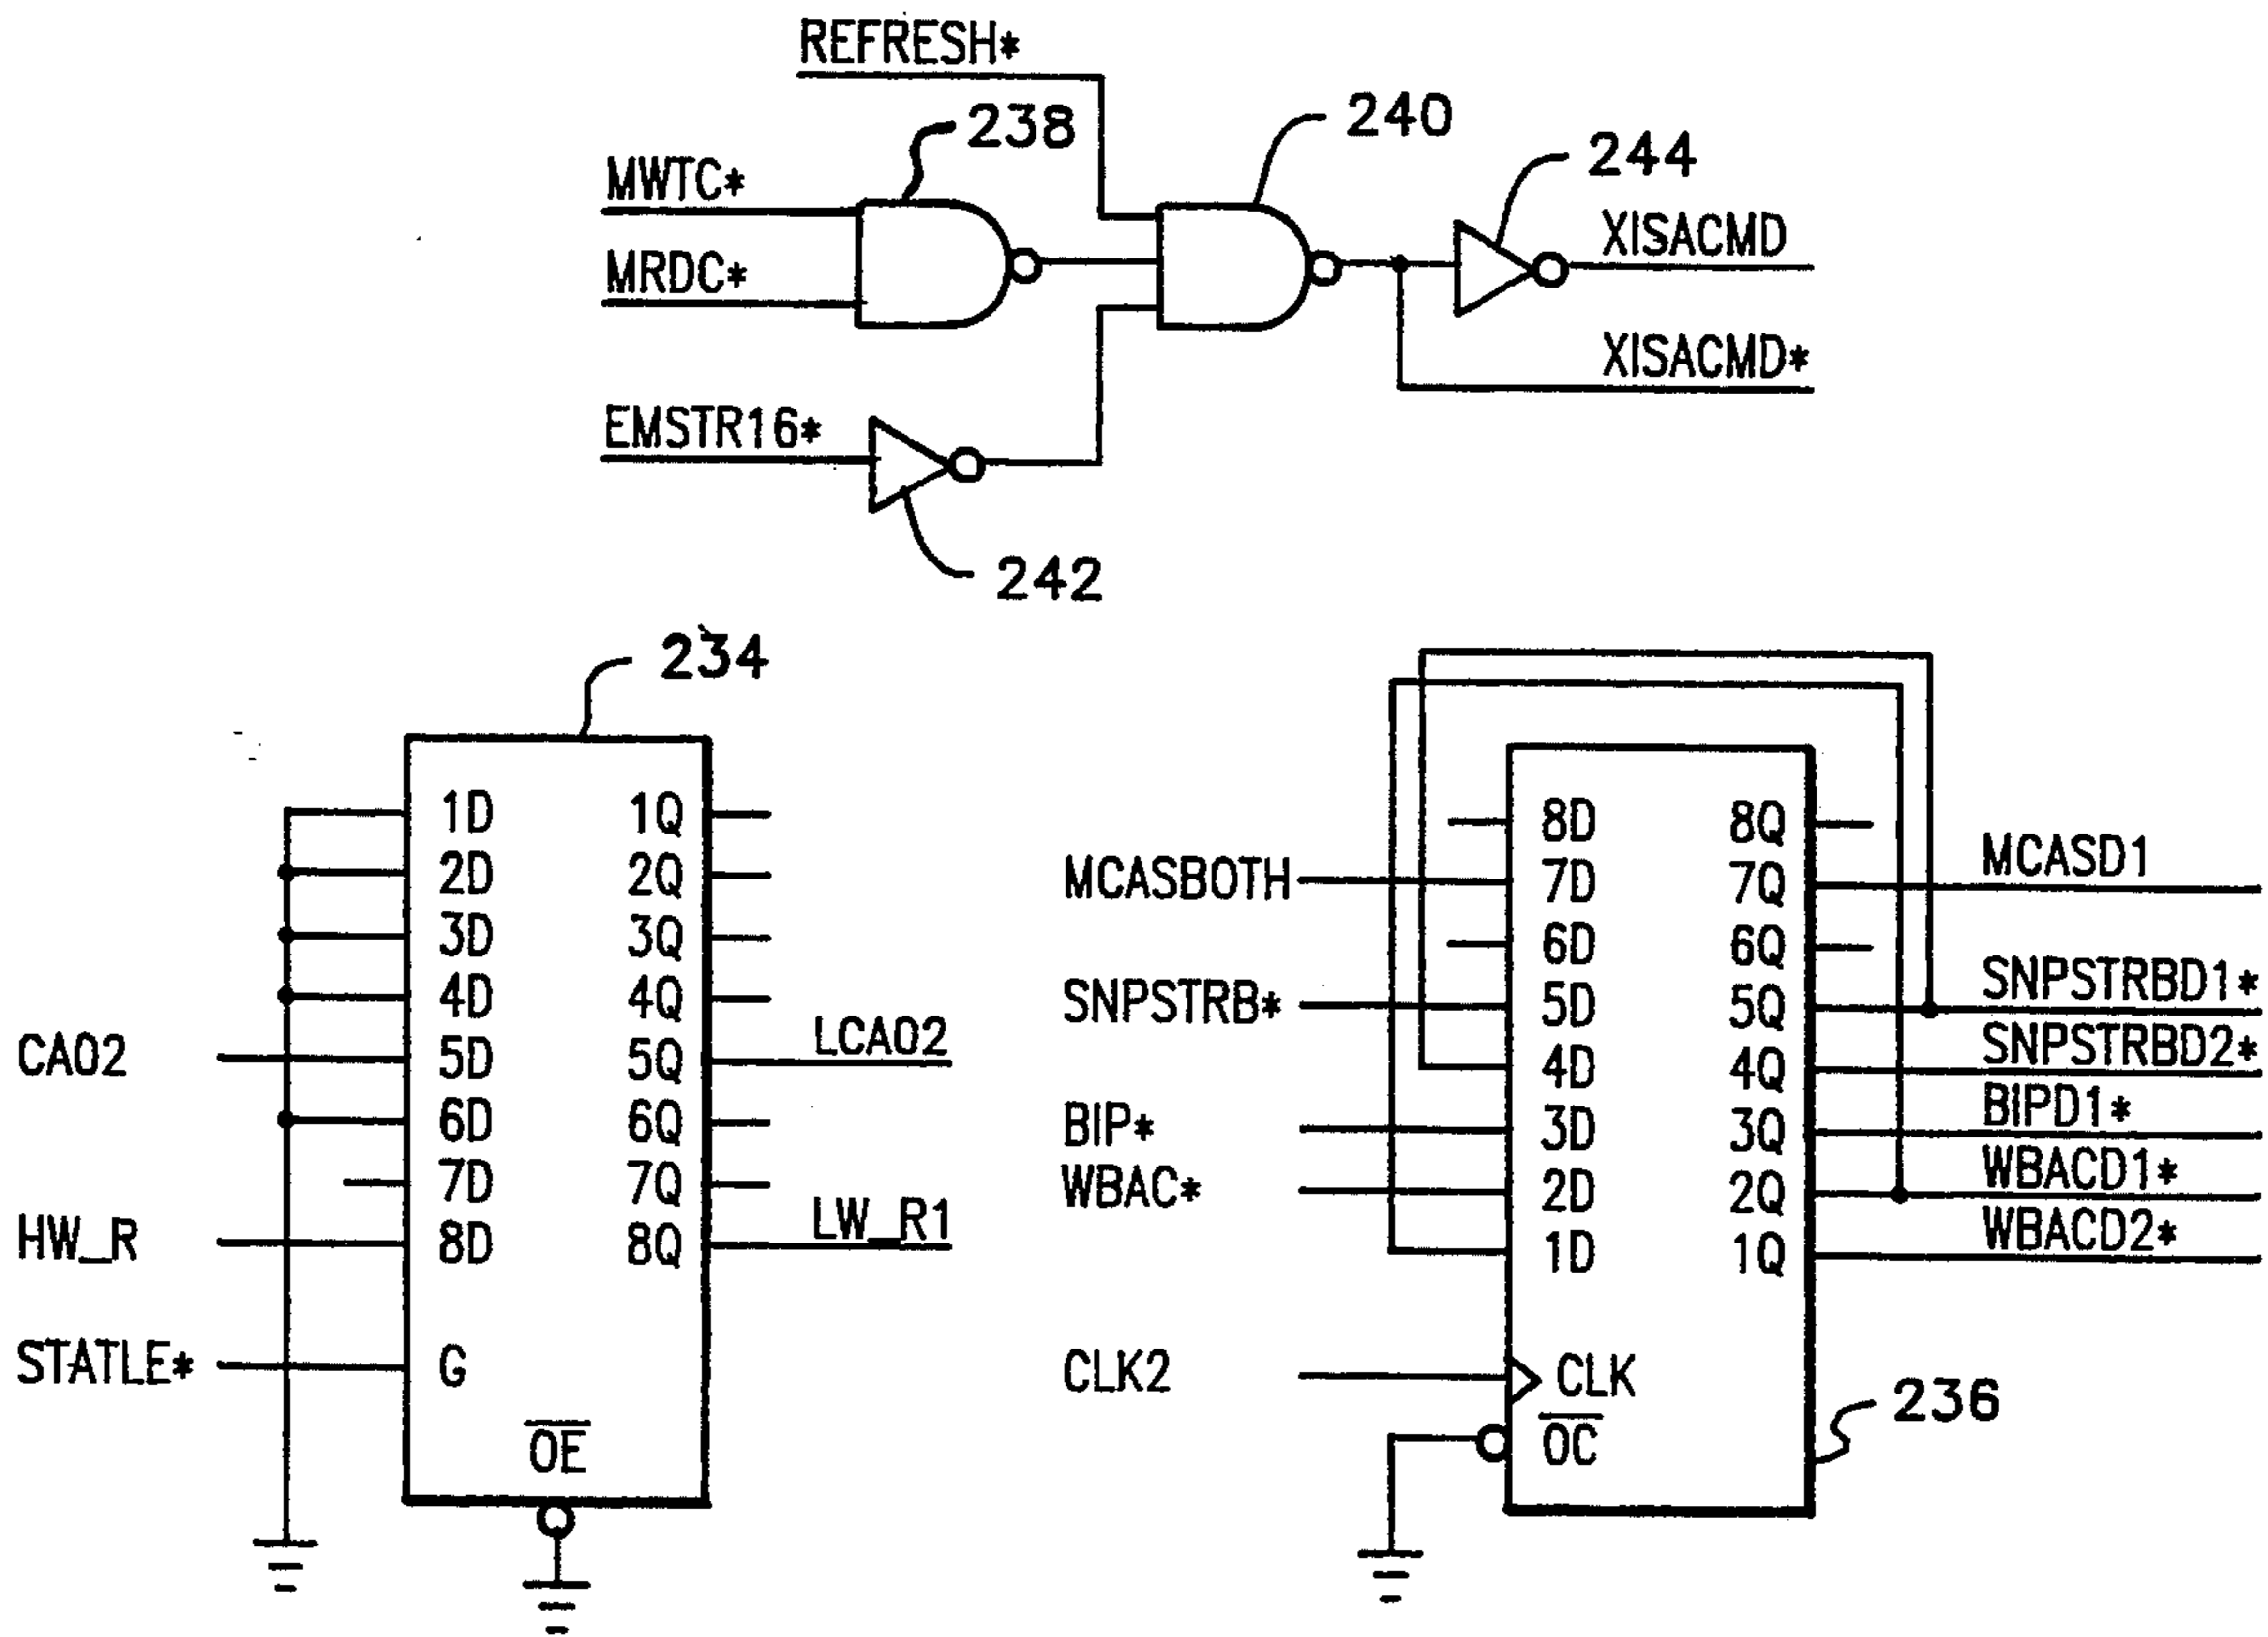 REFRESH*
238
240
244
MWTC*
XISACMD
MRDC*
XISACMD*
EMSTR16*
242
234
1D 1Q
2D 2Q
3D 3Q
4D 4Q
CA02 5D 5Q LCA02
6D 6Q
7D 7Q
HW_R 8D 8Q LW_R1
STATLE* G
OE
8D 8Q
MCASBOTH 7D 7Q MCASD1
6D 6Q
SNPSTRB* 5D 5Q SNPSTRBD1*
4D 4Q SNPSTRBD2*
BIP* 3D 3Q BIPD1*
WBAC* 2D 2Q WBACD1*
1D 1Q WBACD2*
CLK2 CLK
OC
236